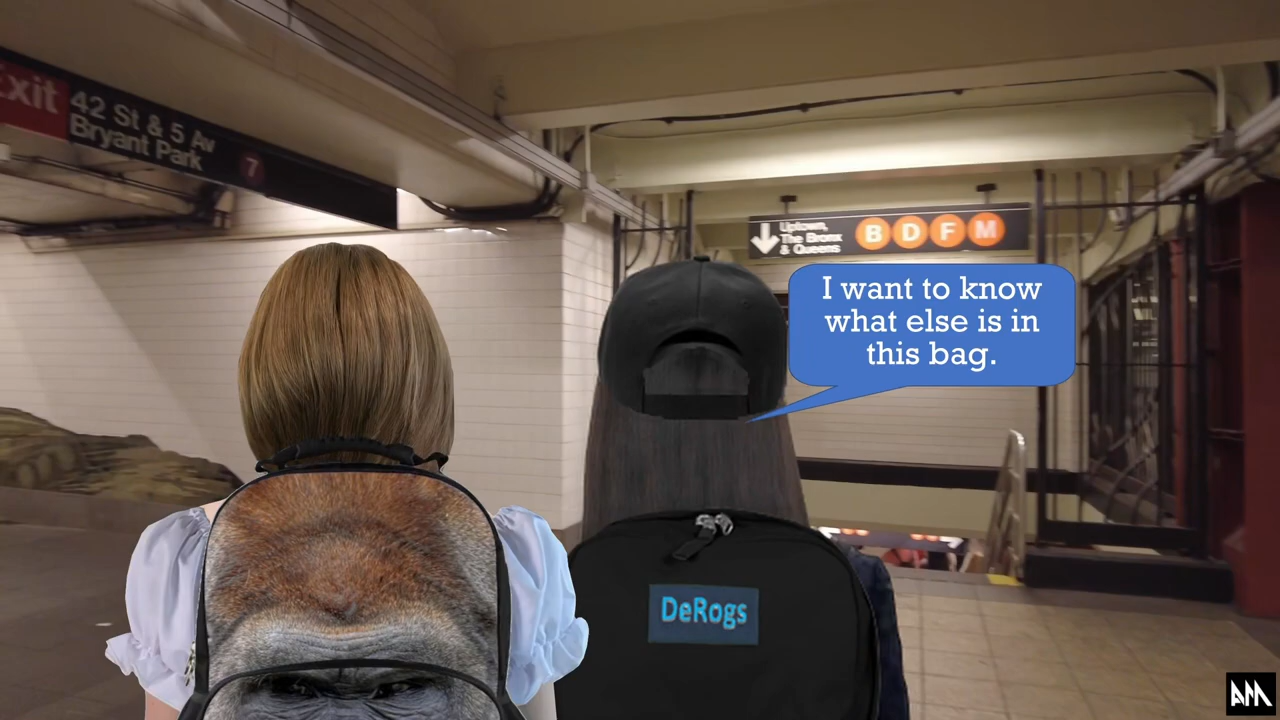 Exit
42 St & 5 Av
Bryant Park
7
Uptown,
The Bronx
& Queens
B D F M
I want to know
what else is in
this bag.
DeRogs
AM